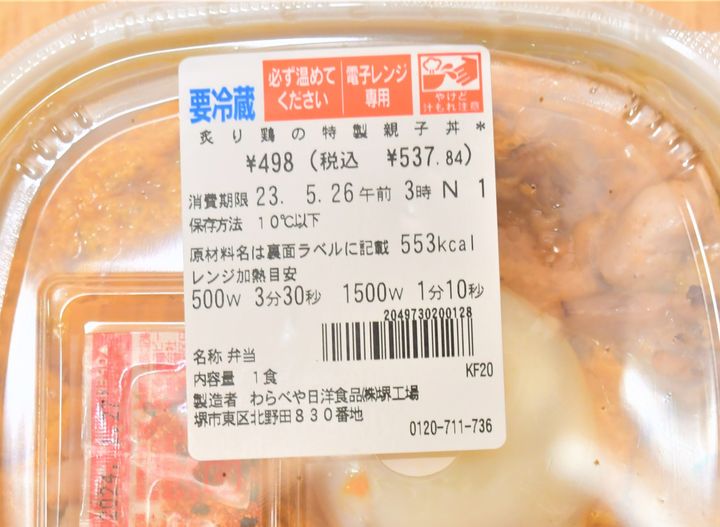 要冷蔵
必ず温めて
ください
電子レンジ
専用
やけど
汁もれ注意
炙り鶏の特製親子丼*
¥498 (税込 ¥537.84)
消費期限 23. 5.26午前 3時 N 1
保存方法 10℃以下
原材料名は裏面ラベルに記載 553kcal
レンジ加熱目安
500W 3分30秒 1500W 1分10秒
2049730200128
名称 弁当
内容量 1食 KF20
製造者 わらべや日洋食品㈱堺工場
堺市東区北野田830番地
0120-711-736